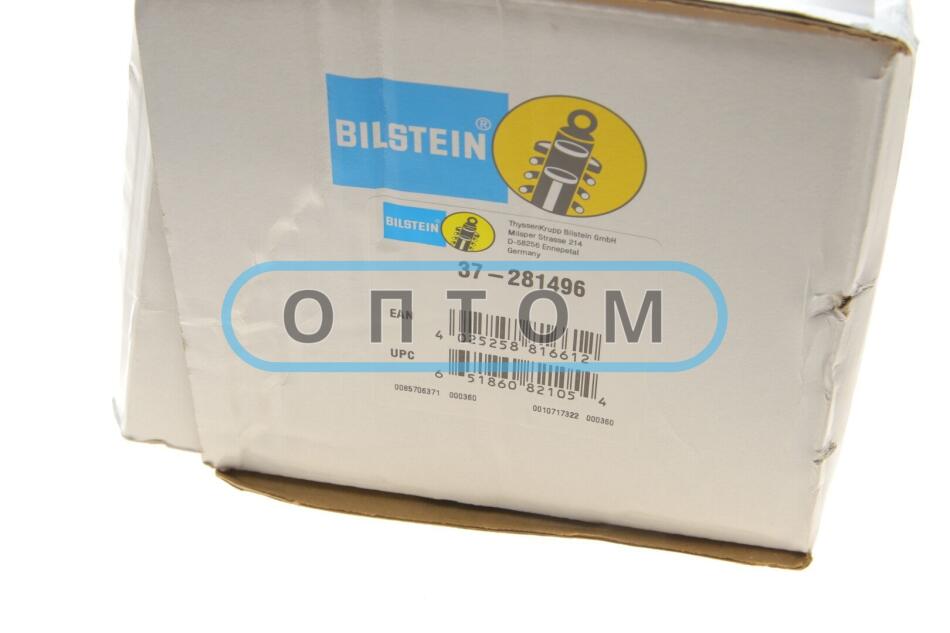 BILSTEIN®
BILSTEIN
ThyssenKrupp Bilstein GmbH
Milsper Strasse 214
D-58256 Ennepetal
Germany
37-281496
ОПТОМ
EAN
4 025258 816612
UPC
6 51860 82105 4
0085706371 000360
0010717322 000360